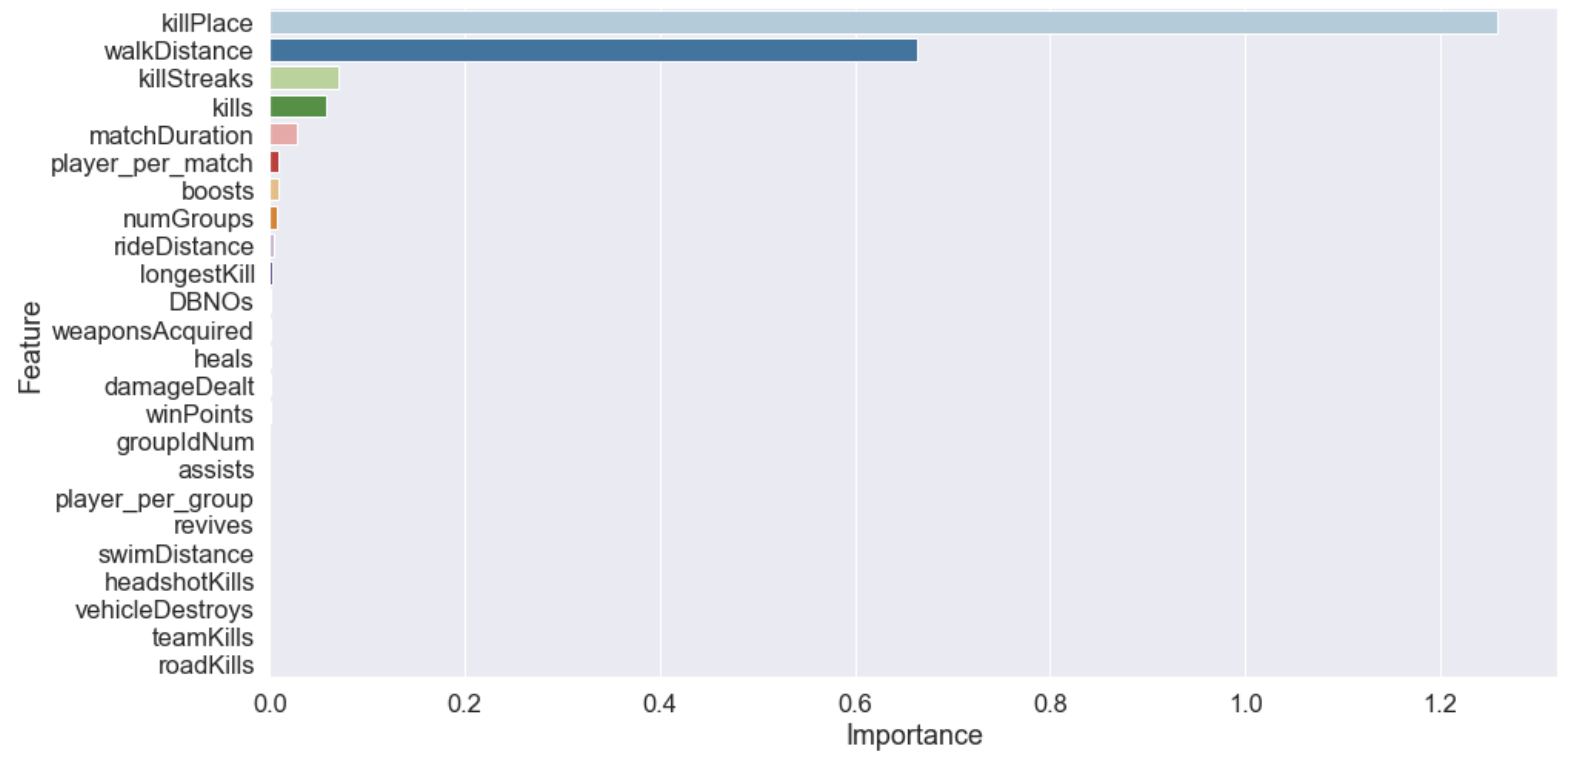 killPlace
walkDistance
killStreaks
kills
matchDuration
player_per_match
boosts
numGroups
rideDistance
longestKill
DBNOs
weaponsAcquired
heals
damageDealt
winPoints
groupIdNum
assists
player_per_group
revives
swimDistance
headshotKills
vehicleDestroys
teamKills
roadKills
Feature
0.0 0.2 0.4 0.6 0.8 1.0 1.2
Importance